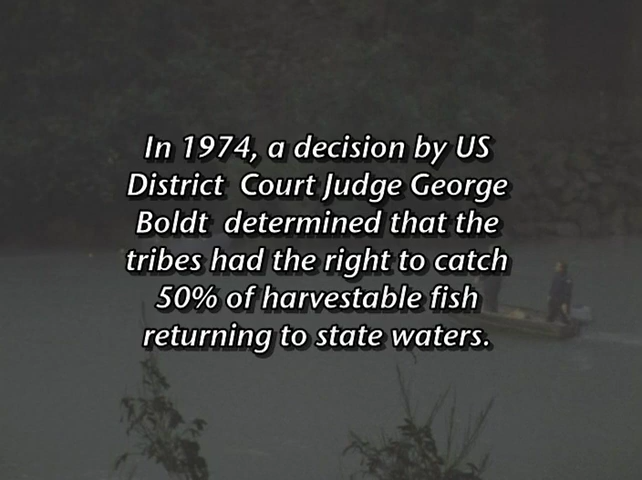 In 1974, a decision by US
District Court Judge George
Boldt determined that the
tribes had the right to catch
50% of harvestable fish
returning to state waters.